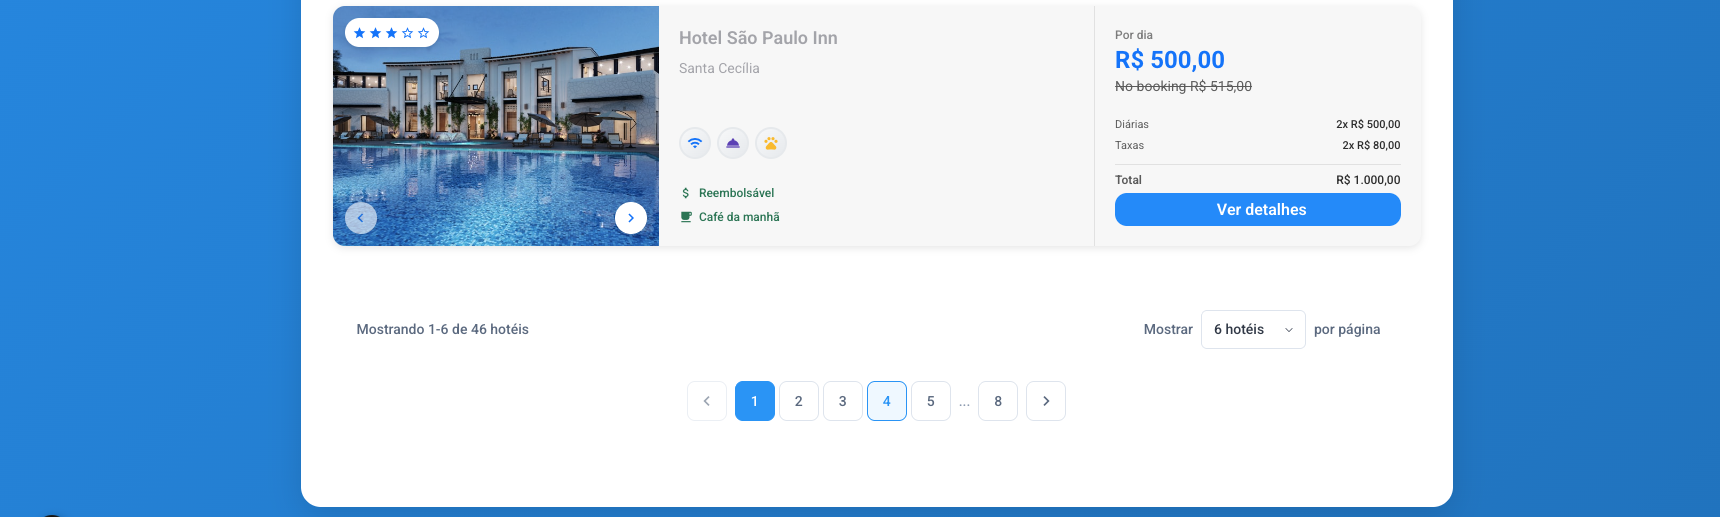 Hotel São Paulo Inn
Santa Cecília
Reembolsável
Café da manhã
Por dia
R$ 500,00
No booking R$ 515,00
Diárias 2x R$ 500,00
Taxas 2x R$ 80,00
Total R$ 1.000,00
Ver detalhes
Mostrando 1-6 de 46 hotéis
Mostrar 6 hotéis por página
1 2 3 4 5 ... 8